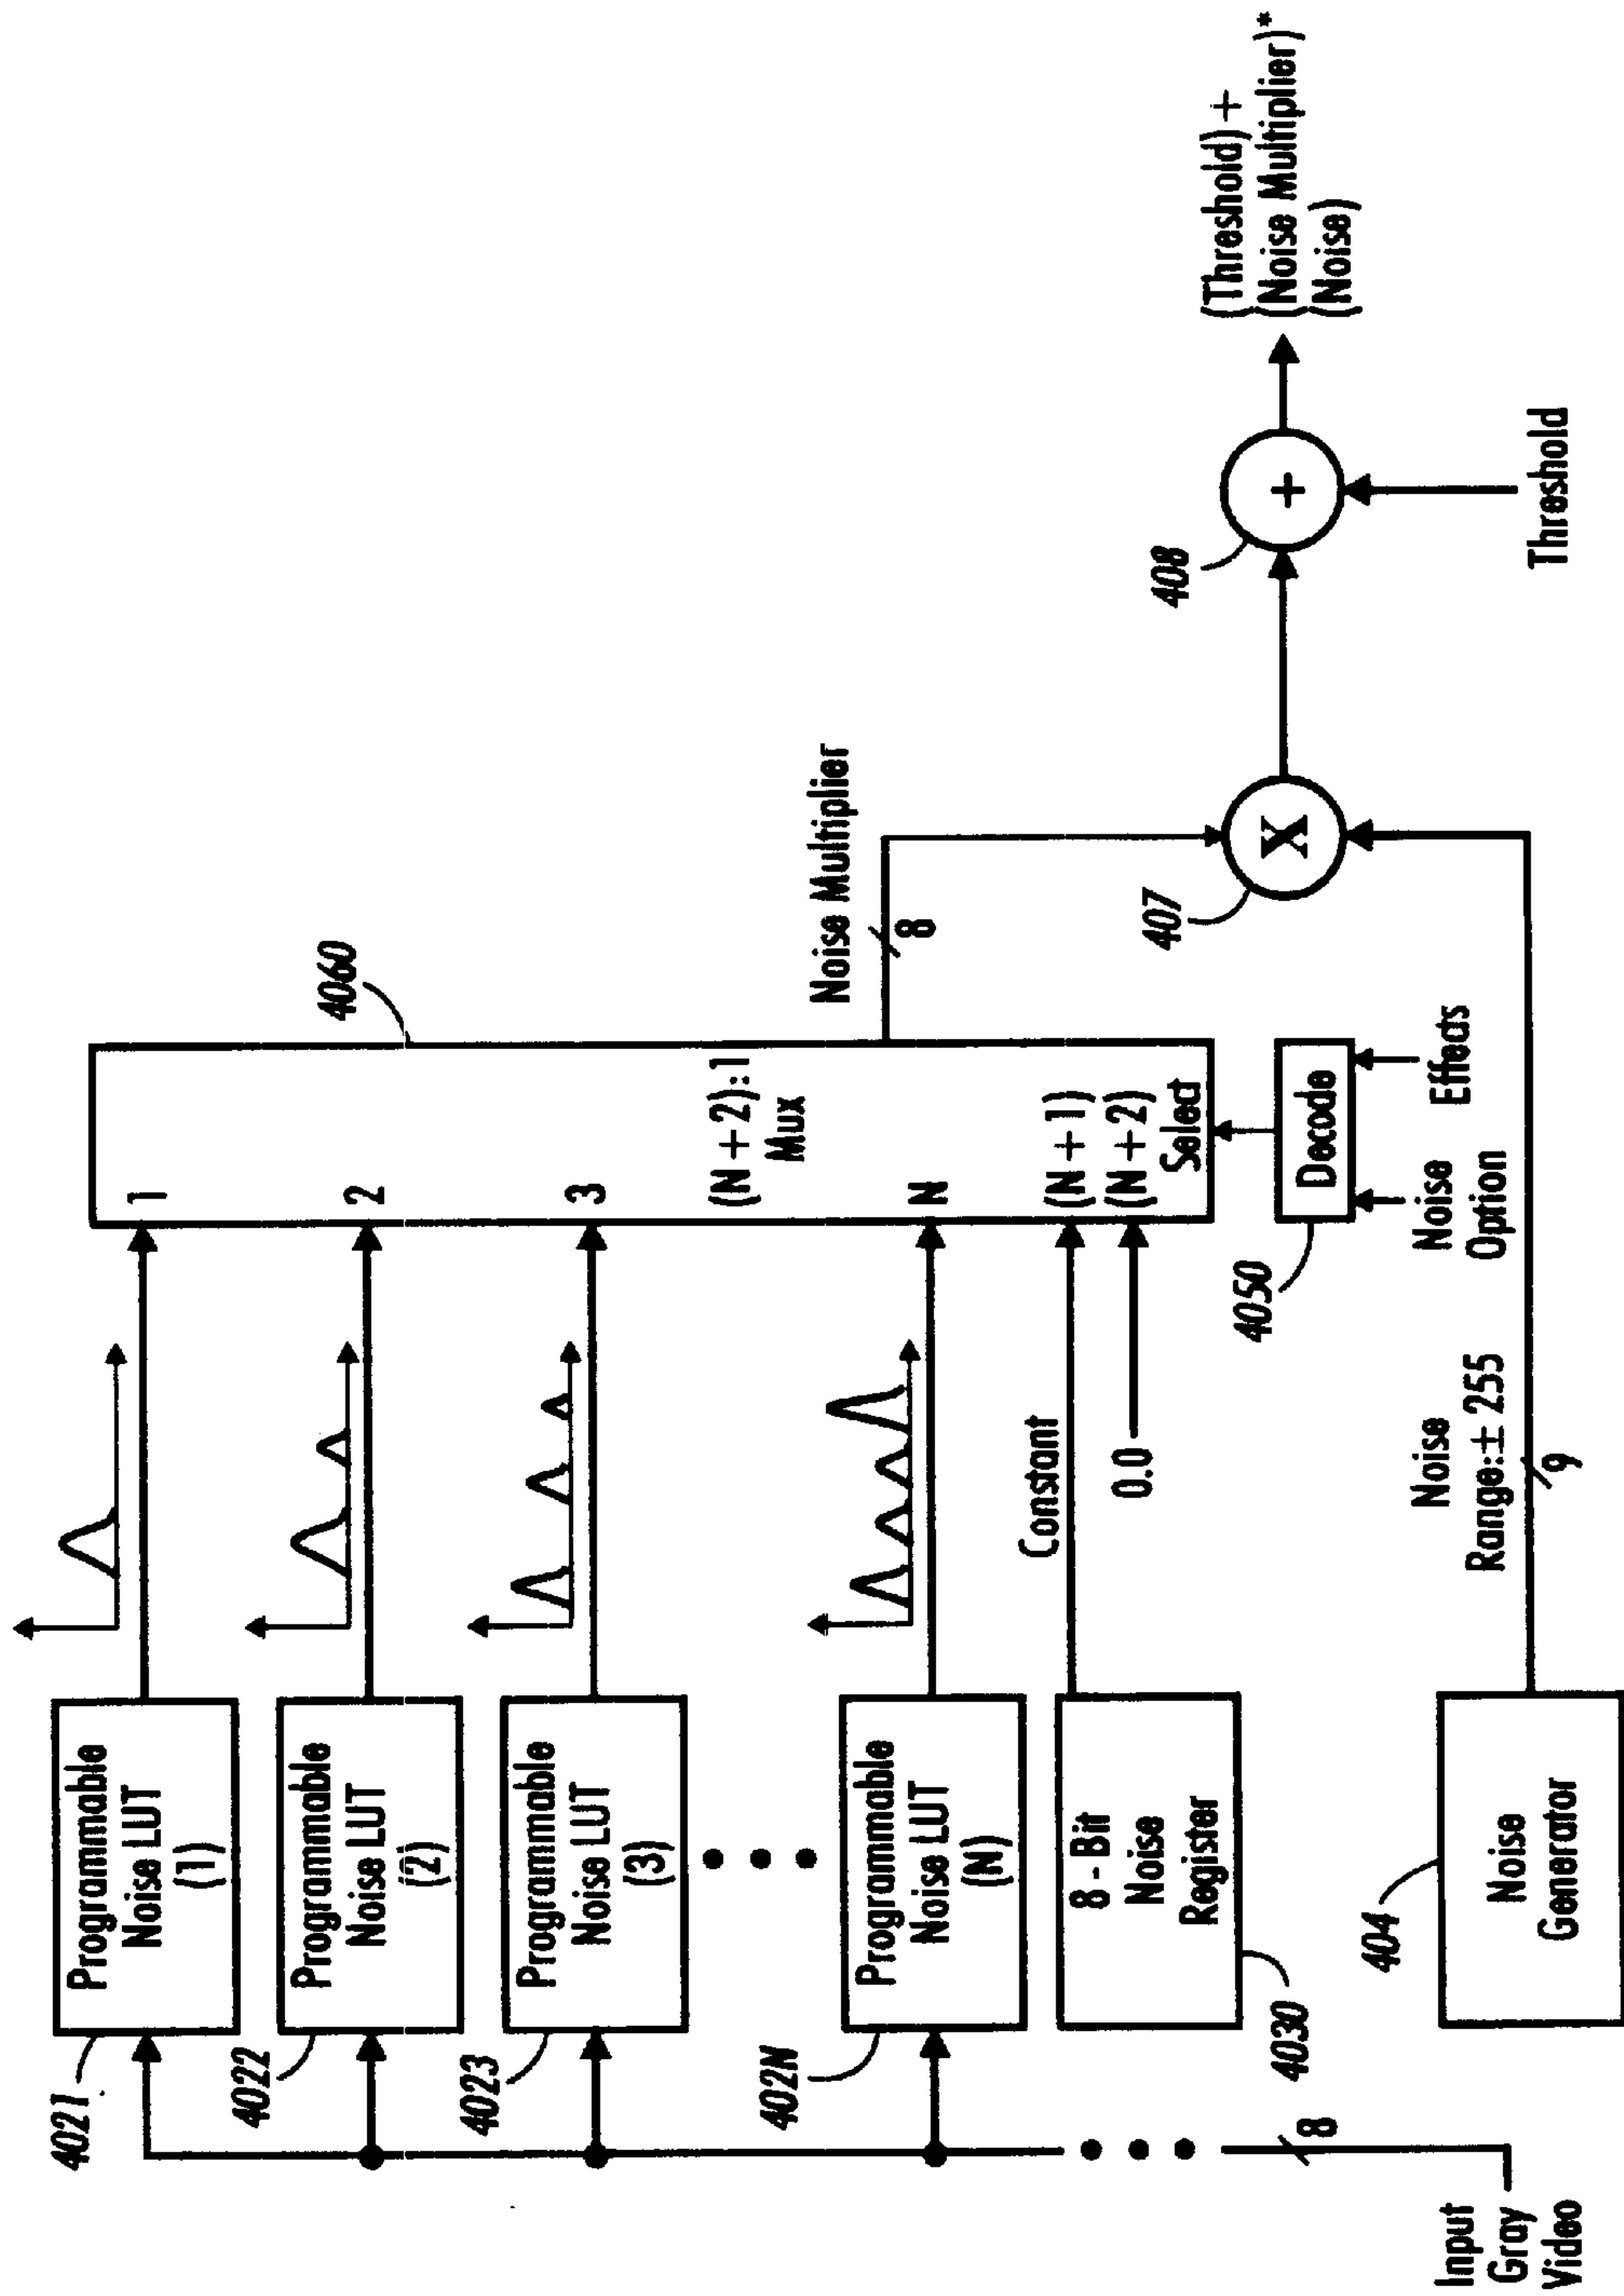 4021
Programmable
Noise LUT
(1)
1
4022
Programmable
Noise LUT
(2)
2
4023
Programmable
Noise LUT
(3)
3
402N
Programmable
Noise LUT
(N)
N
4060
(N + 2):1
Mux
Noise Multiplier
8
4030
8 - Bit
Noise
Register
Constant
(N + 1)
0.0
(N + 2)
Select
4050
Decode
Noise
Option
Effects
407
X
408
+
(Threshold) +
(Noise Multiplier)*
(Noise)
Threshold
404
Noise
Generator
Noise
Range:± 255
9
8
Input
Gray
Video